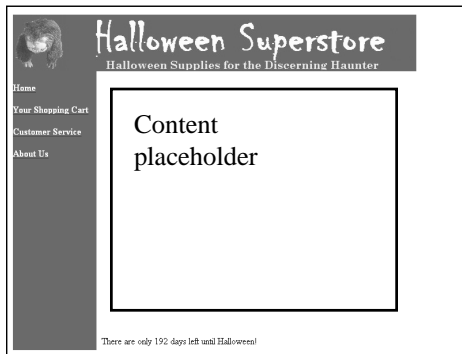 Halloween Superstore
Halloween Supplies for the Discerning Haunter
Home
Your Shopping Cart
Customer Service
About Us
Content
placeholder
There are only 192 days left until Halloween!